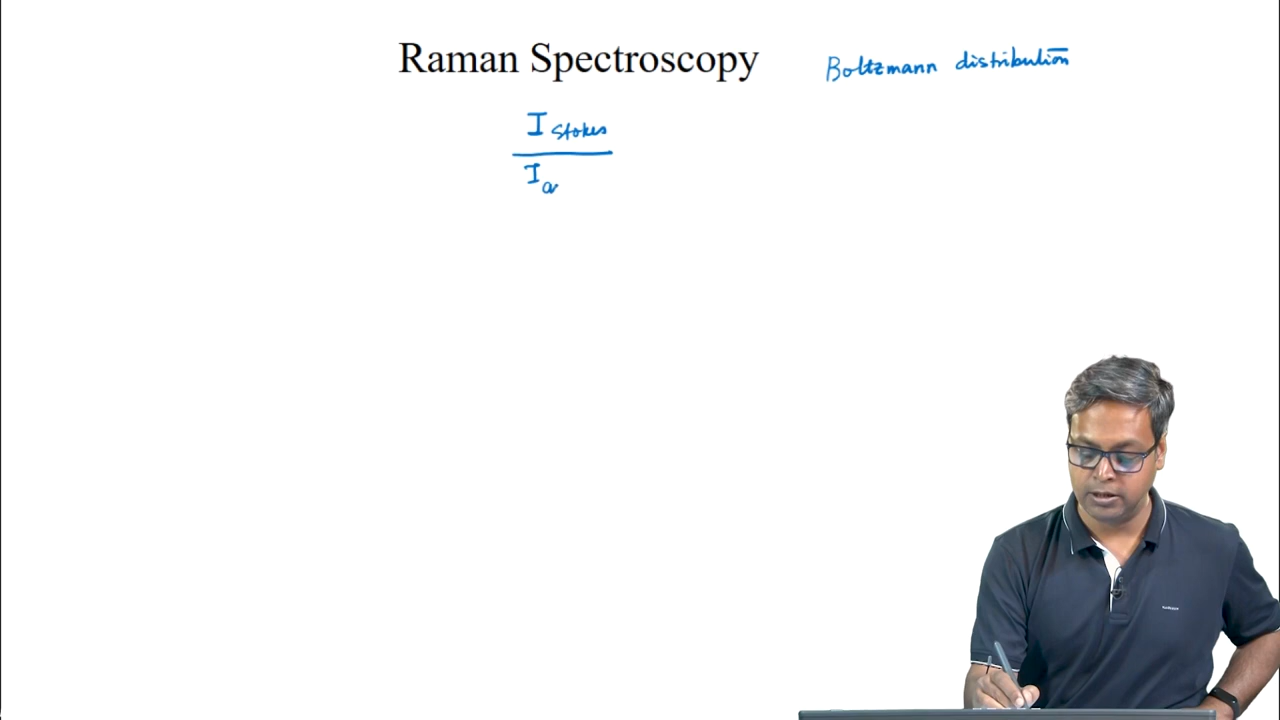 Raman Spectroscopy
Boltzmann distribution
I Stokes
I a